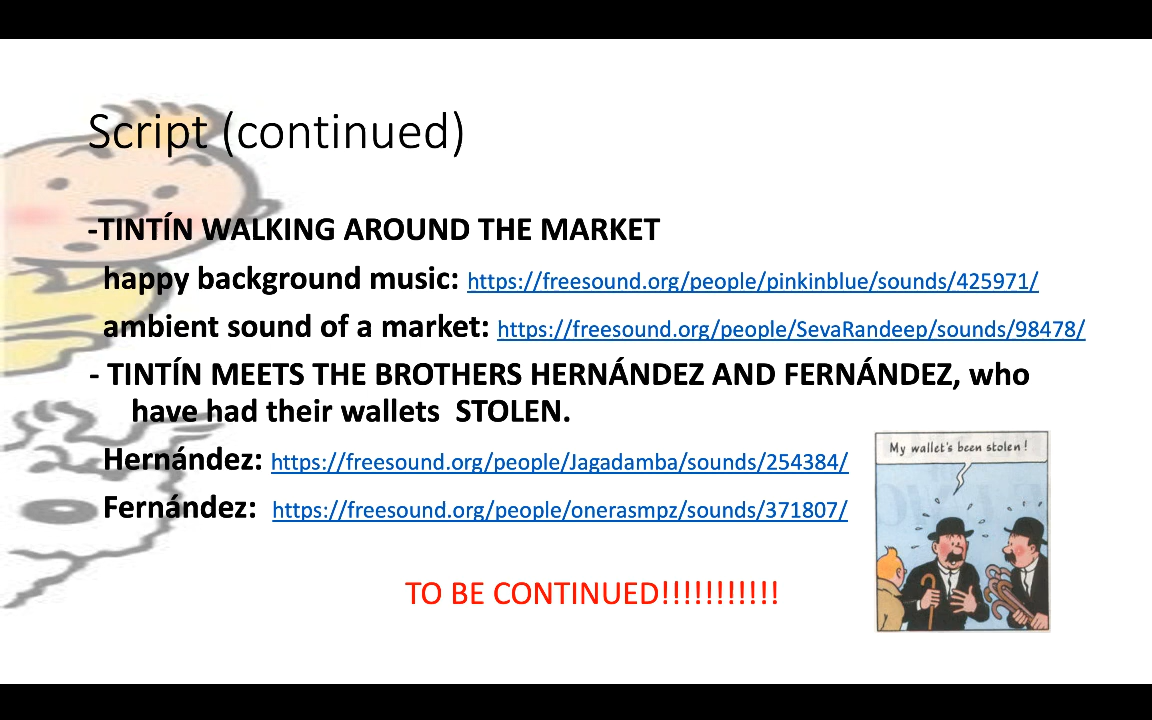 Script (continued)
-TINTÍN WALKING AROUND THE MARKET
happy background music: https://freesound.org/people/pinkinblue/sounds/425971/
ambient sound of a market: https://freesound.org/people/SevaRandeep/sounds/98478/
- TINTÍN MEETS THE BROTHERS HERNÁNDEZ AND FERNÁNDEZ, who
have had their wallets STOLEN.
Hernández: https://freesound.org/people/Jagadamba/sounds/254384/
Fernández: https://freesound.org/people/onerasmpz/sounds/371807/
My wallet's been stolen!
TO BE CONTINUED!!!!!!!!!!!